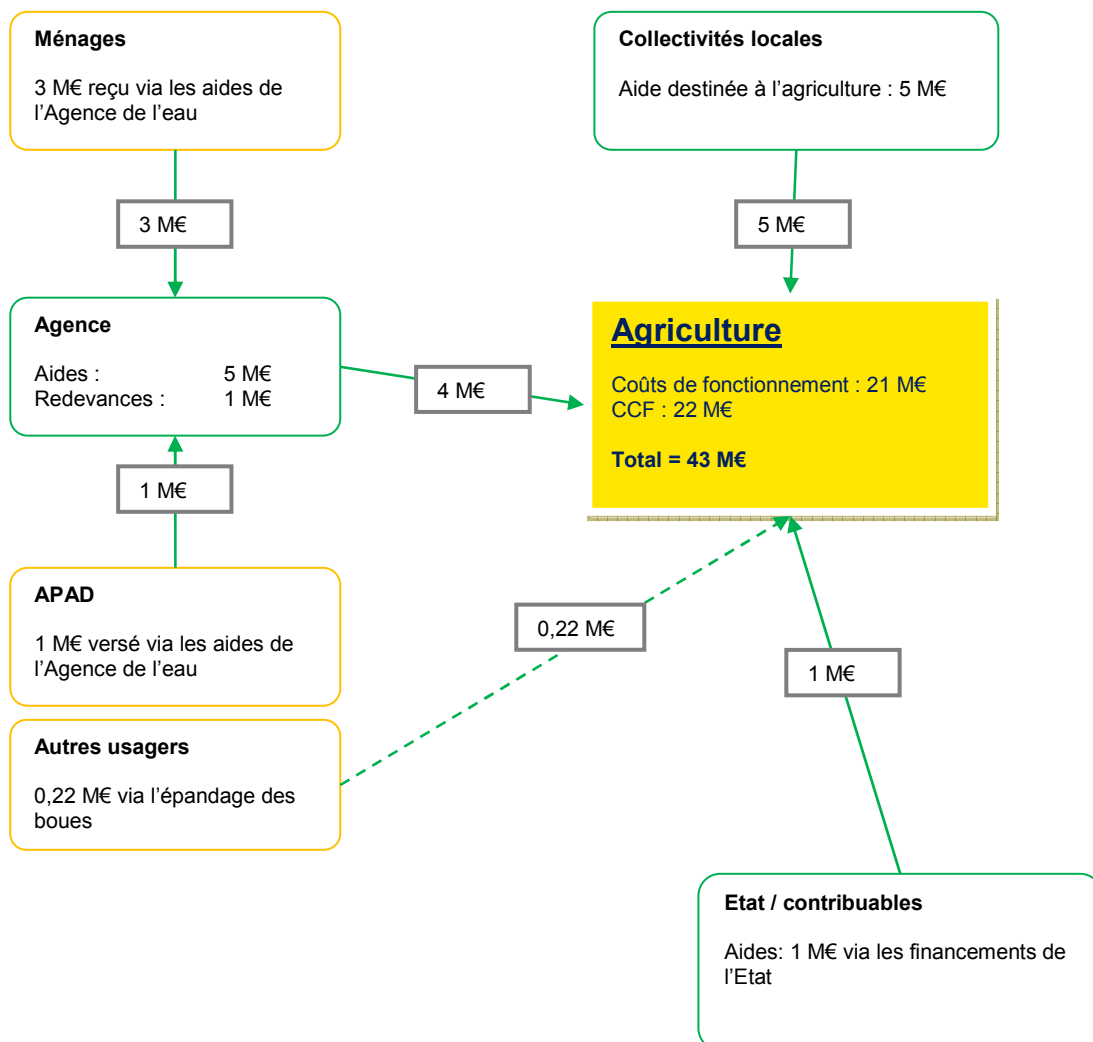 Ménages
3 M€ reçu via les aides de
l'Agence de l'eau
Collectivités locales
Aide destinée à l'agriculture : 5 M€
3 M€
5 M€
Agence
Aides : 5 M€
Redevances : 1 M€
4 M€
Agriculture
Coûts de fonctionnement : 21 M€
CCF : 22 M€
Total = 43 M€
1 M€
APAD
1 M€ versé via les aides de
l'Agence de l'eau
0,22 M€
1 M€
Autres usagers
0,22 M€ via l'épandage des
boues
Etat / contribuables
Aides: 1 M€ via les financements de
l'Etat